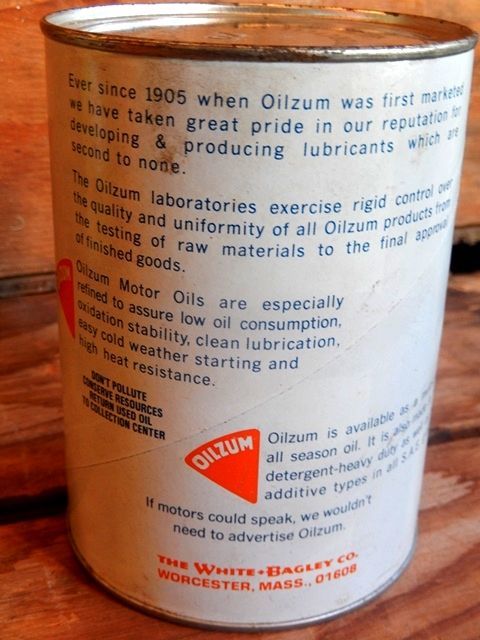 Ever since 1905 when Oilzum was first marketed
we have taken great pride in our reputation for
developing & producing lubricants which are
second to none.
The Oilzum laboratories exercise rigid control over
the quality and uniformity of all Oilzum products from
the testing of raw materials to the final approval
of finished goods.
Oilzum Motor Oils are especially
refined to assure low oil consumption,
oxidation stability, clean lubrication,
easy cold weather starting and
high heat resistance.
DON'T POLLUTE
CONSERVE RESOURCES
RETURN USED OIL
TO COLLECTION CENTER
OILZUM
Oilzum is available as a
all season oil. It is also
detergent-heavy duty as
additive types in all S.A.E.
If motors could speak, we wouldn't
need to advertise Oilzum.
THE WHITE + BAGLEY CO.
WORCESTER, MASS., 01608